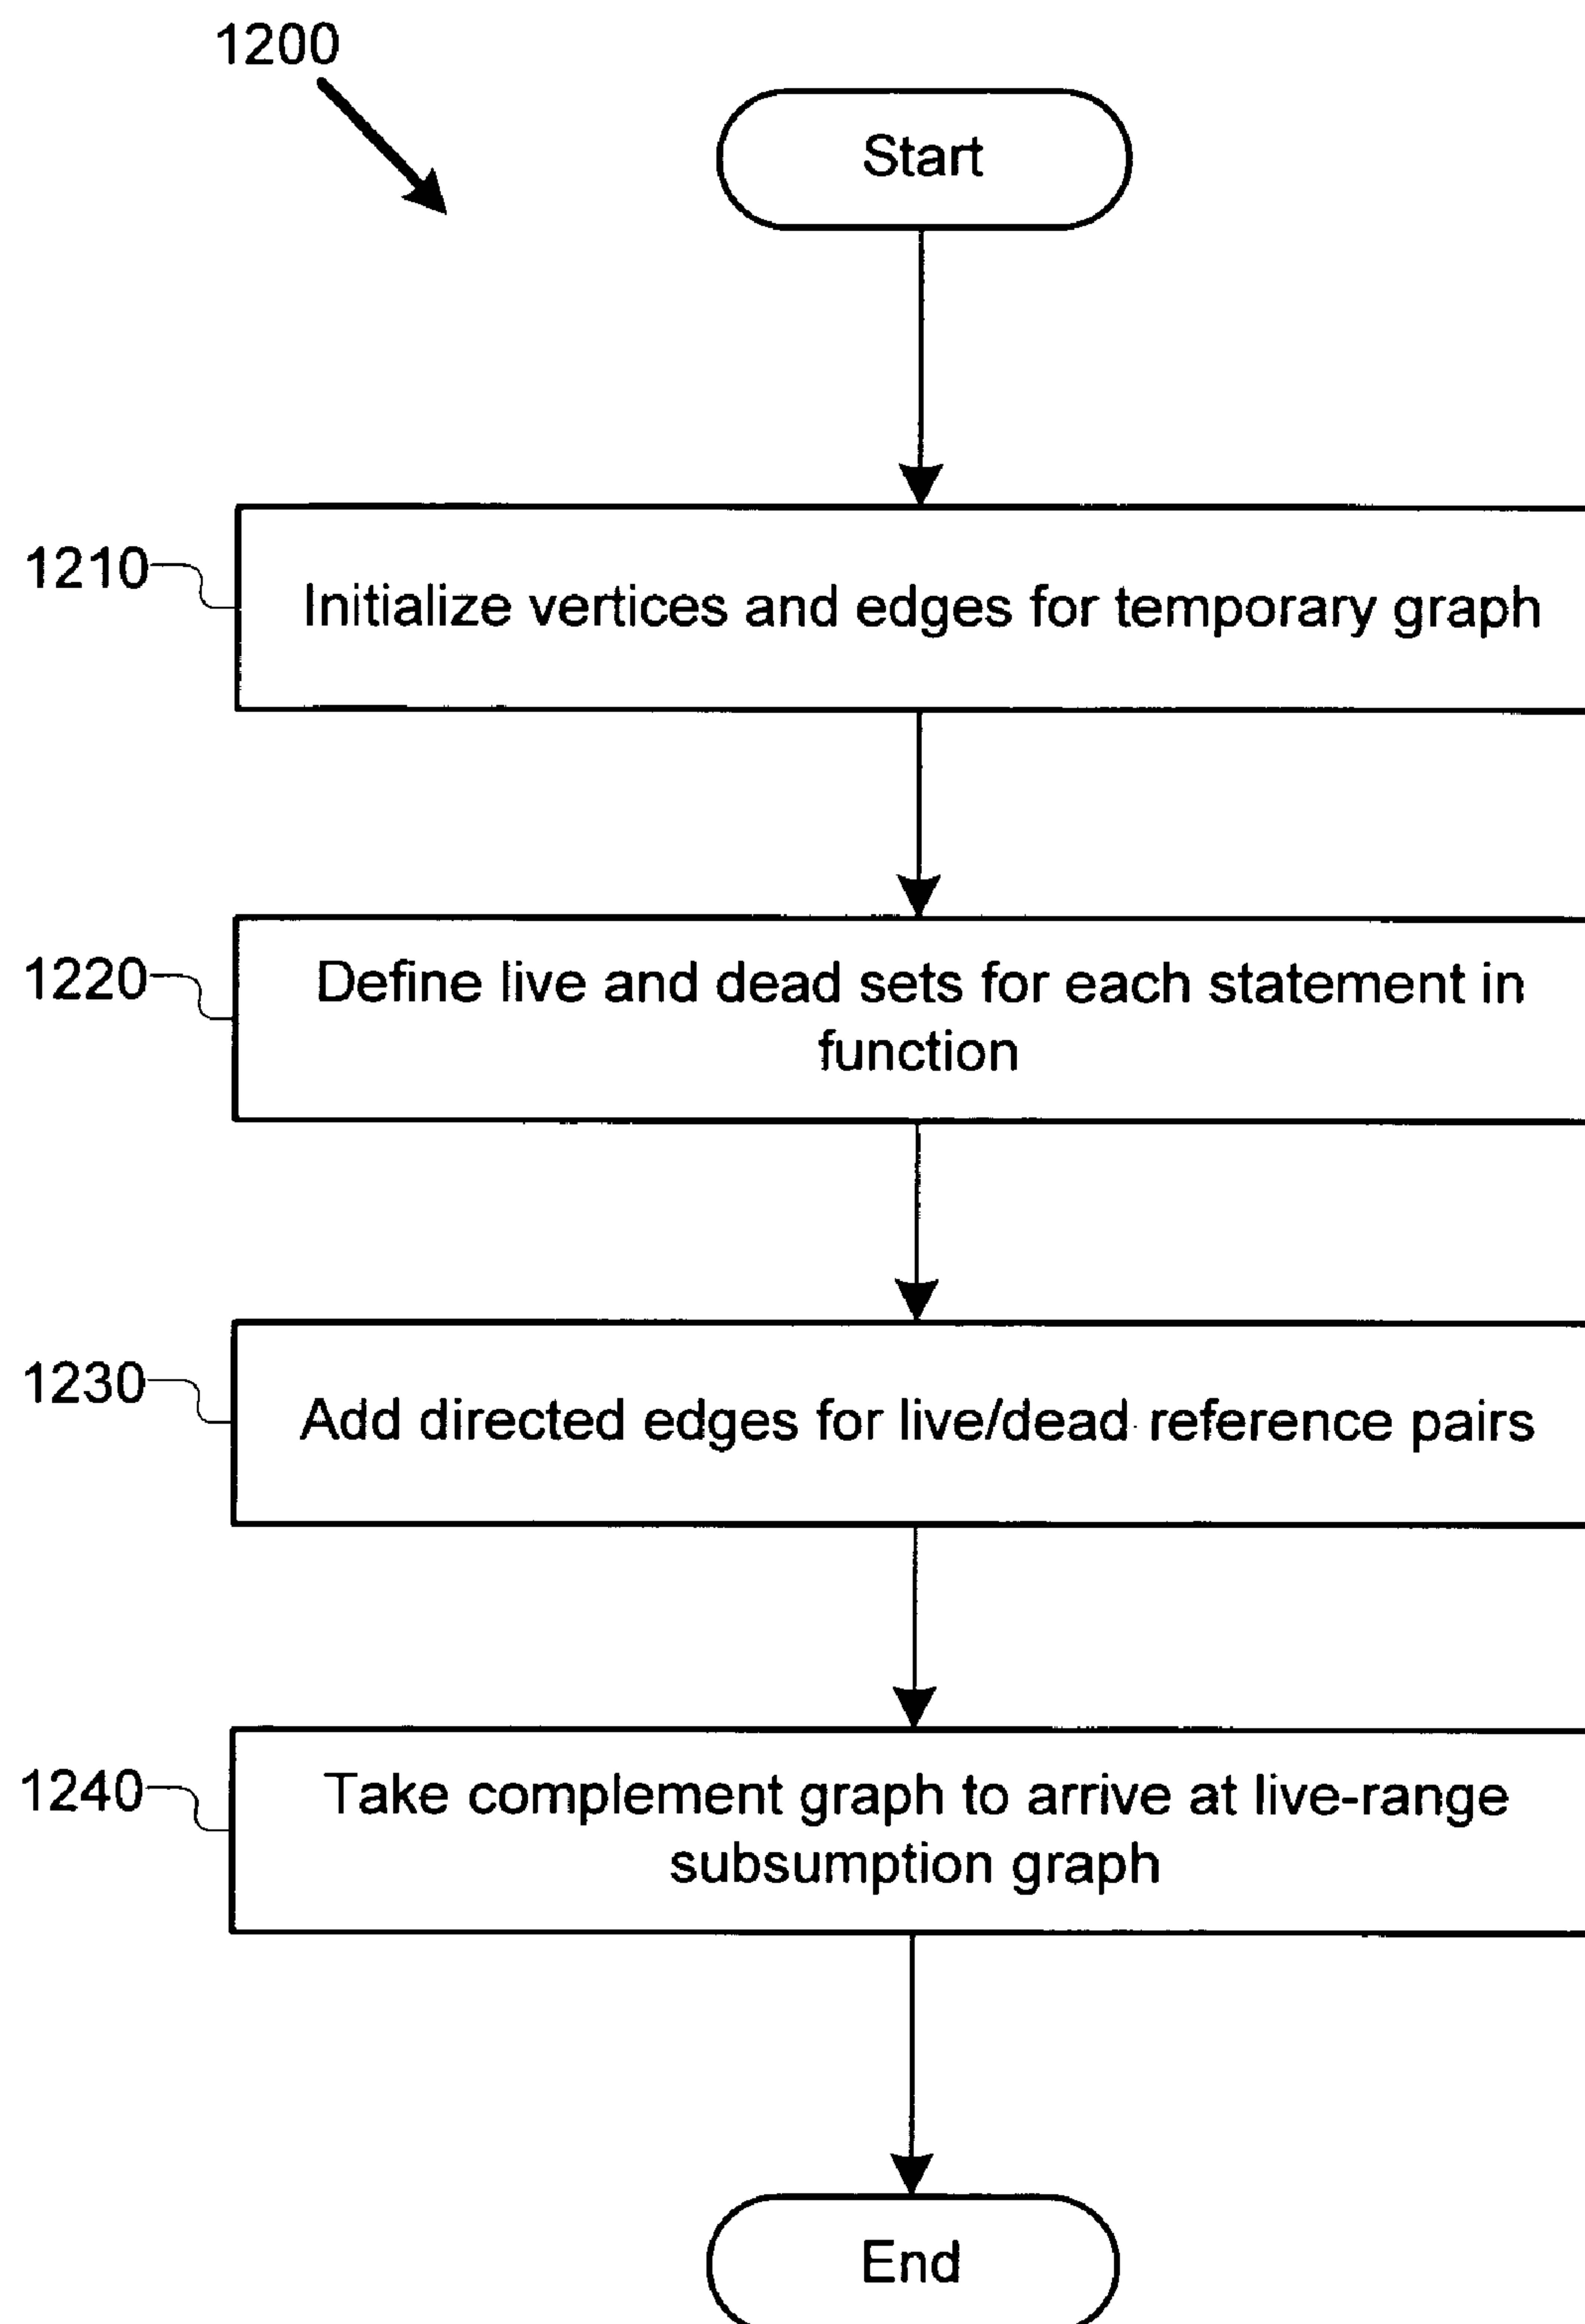 1200
Start
1210
Initialize vertices and edges for temporary graph
1220
Define live and dead sets for each statement in
function
1230
Add directed edges for live/dead reference pairs
1240
Take complement graph to arrive at live-range
subsumption graph
End